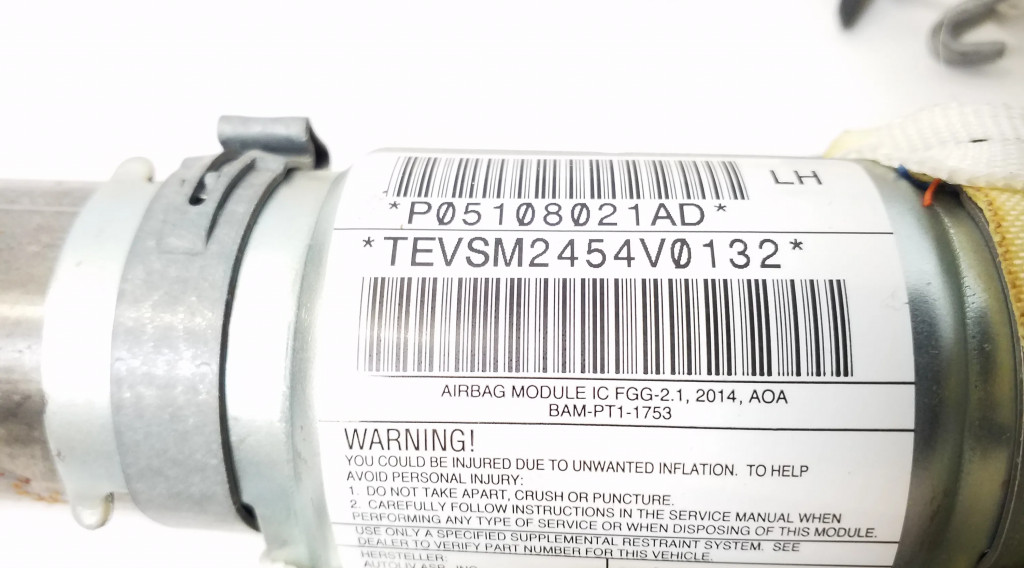 LH
*P05108021AD*
*TEVSM2454V0132*
AIRBAG MODULE IC FGG-2.1, 2014, AOA
BAM-PT1-1753
WARNING!
YOU COULD BE INJURED DUE TO UNWANTED INFLATION. TO HELP
AVOID PERSONAL INJURY:
1. DO NOT TAKE APART, CRUSH OR PUNCTURE.
2. CAREFULLY FOLLOW INSTRUCTIONS IN THE SERVICE MANUAL WHEN
PERFORMING ANY TYPE OF SERVICE OR WHEN DISPOSING OF THIS MODULE.
USE ONLY A SPECIFIED SUPPLEMENTAL RESTRAINT SYSTEM. SEE
DEALER TO VERIFY PART NUMBER FOR THIS VEHICLE.
HERSTELLER:
AUTOLIV ASP, INC